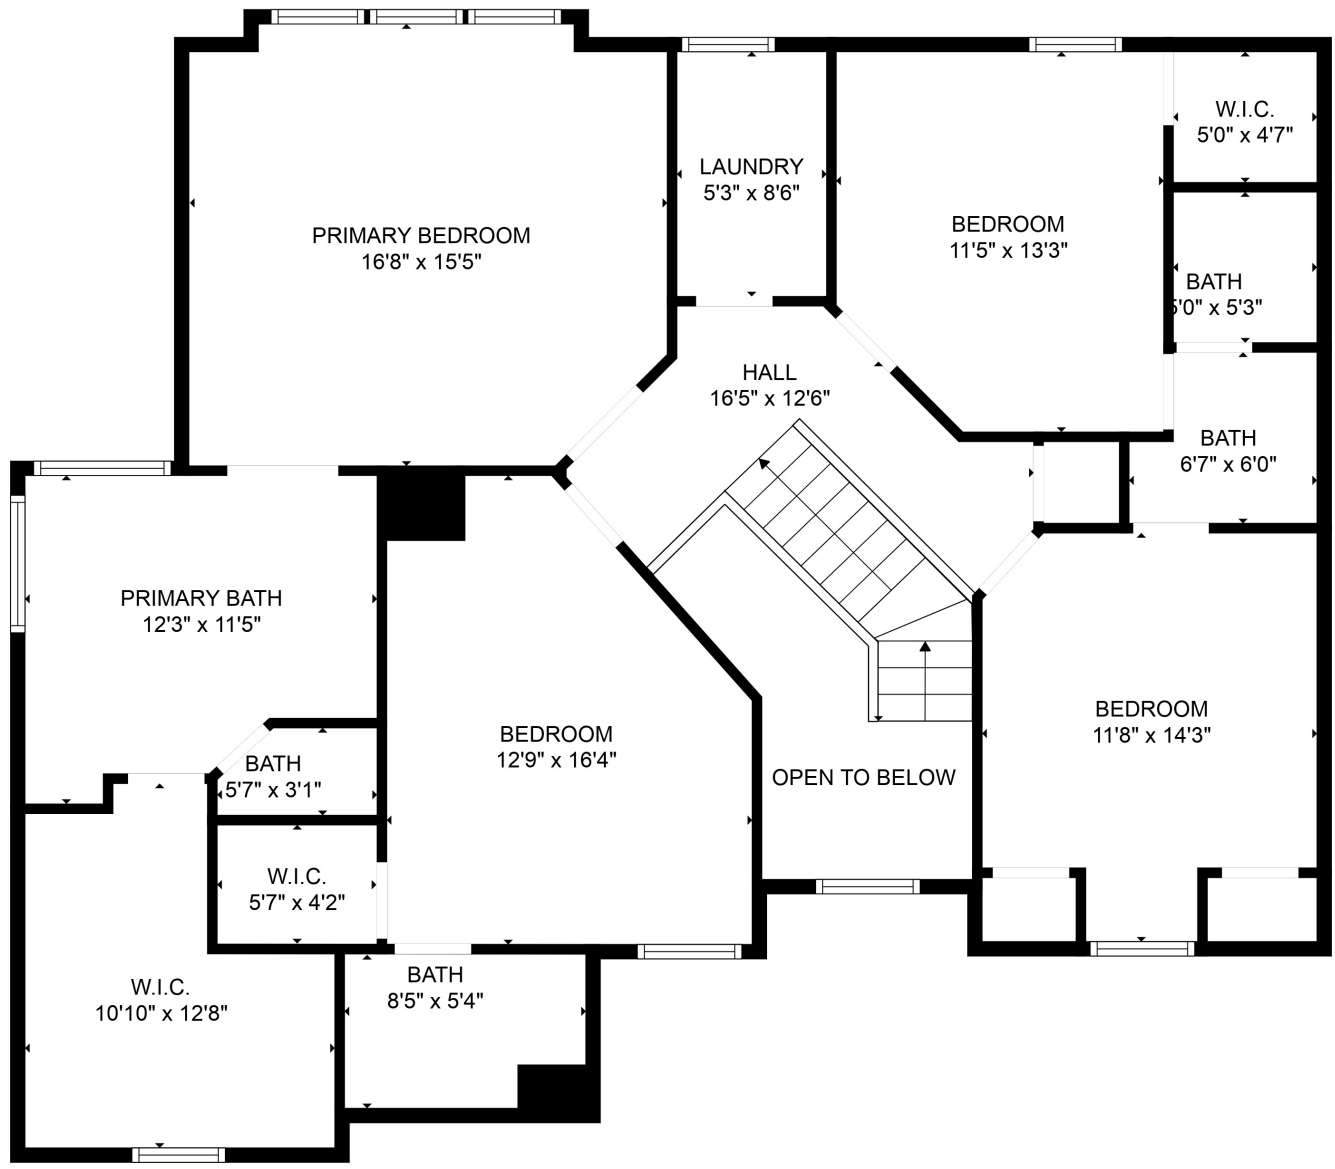 W.I.C.
5'0" x 4'7"
LAUNDRY
5'3" x 8'6"
PRIMARY BEDROOM
16'8" x 15'5"
BEDROOM
11'5" x 13'3"
BATH
5'0" x 5'3"
HALL
16'5" x 12'6"
BATH
6'7" x 6'0"
PRIMARY BATH
12'3" x 11'5"
BEDROOM
12'9" x 16'4"
BEDROOM
11'8" x 14'3"
BATH
5'7" x 3'1"
OPEN TO BELOW
W.I.C.
5'7" x 4'2"
W.I.C.
10'10" x 12'8"
BATH
8'5" x 5'4"